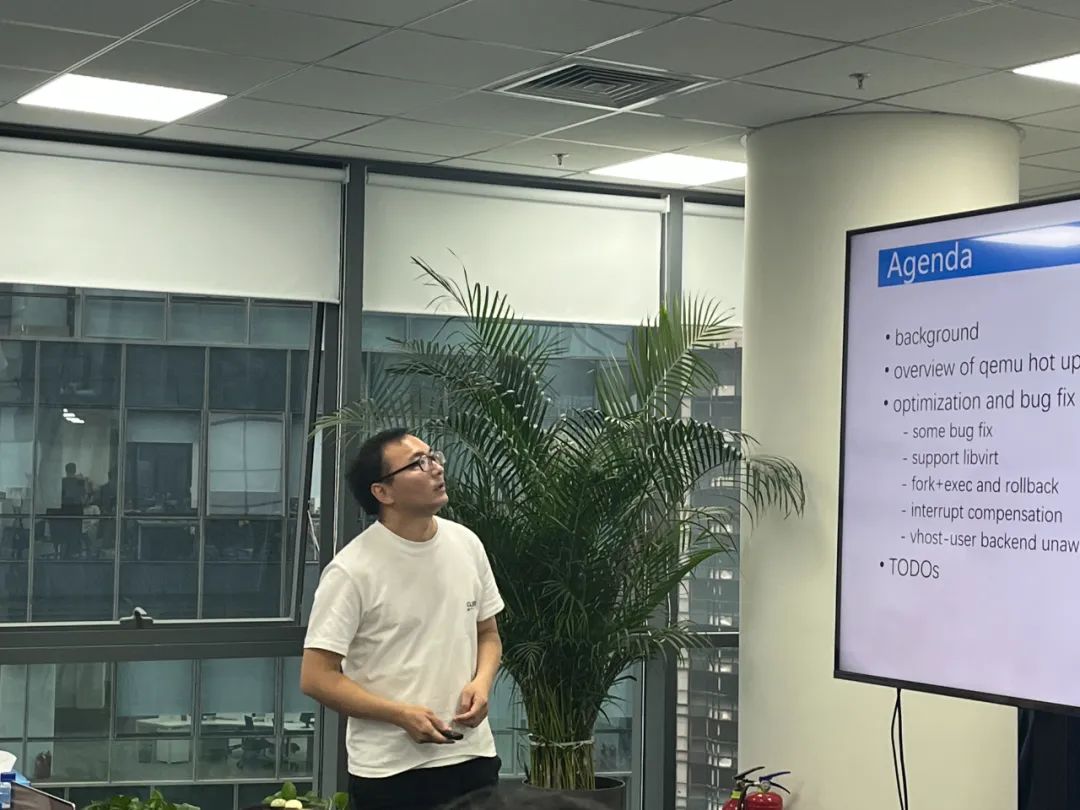 Agenda
• background
• overview of qemu hot up
• optimization and bug fix
- some bug fix
- support libvirt
- fork+exec and rollback
- interrupt compensation
- vhost-user backend unaw
• TODOs